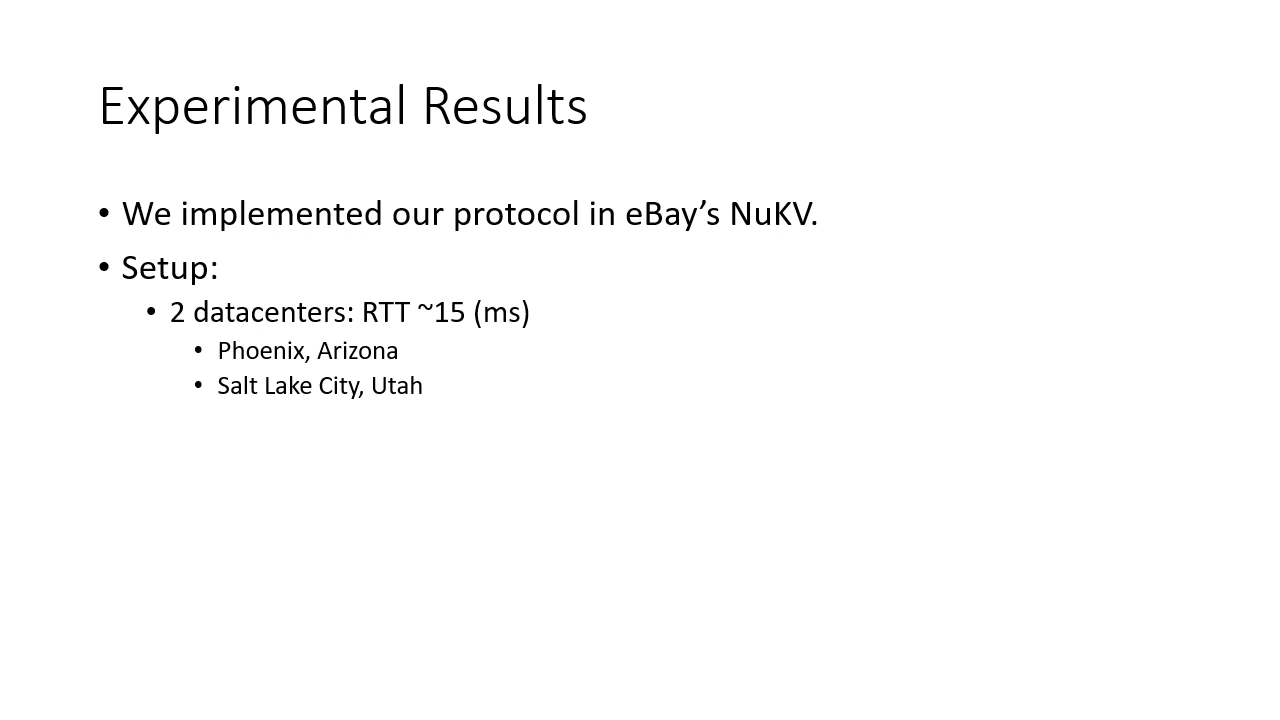 Experimental Results
• We implemented our protocol in eBay’s NuKV.
• Setup:
• 2 datacenters: RTT ~15 (ms)
• Phoenix, Arizona
• Salt Lake City, Utah